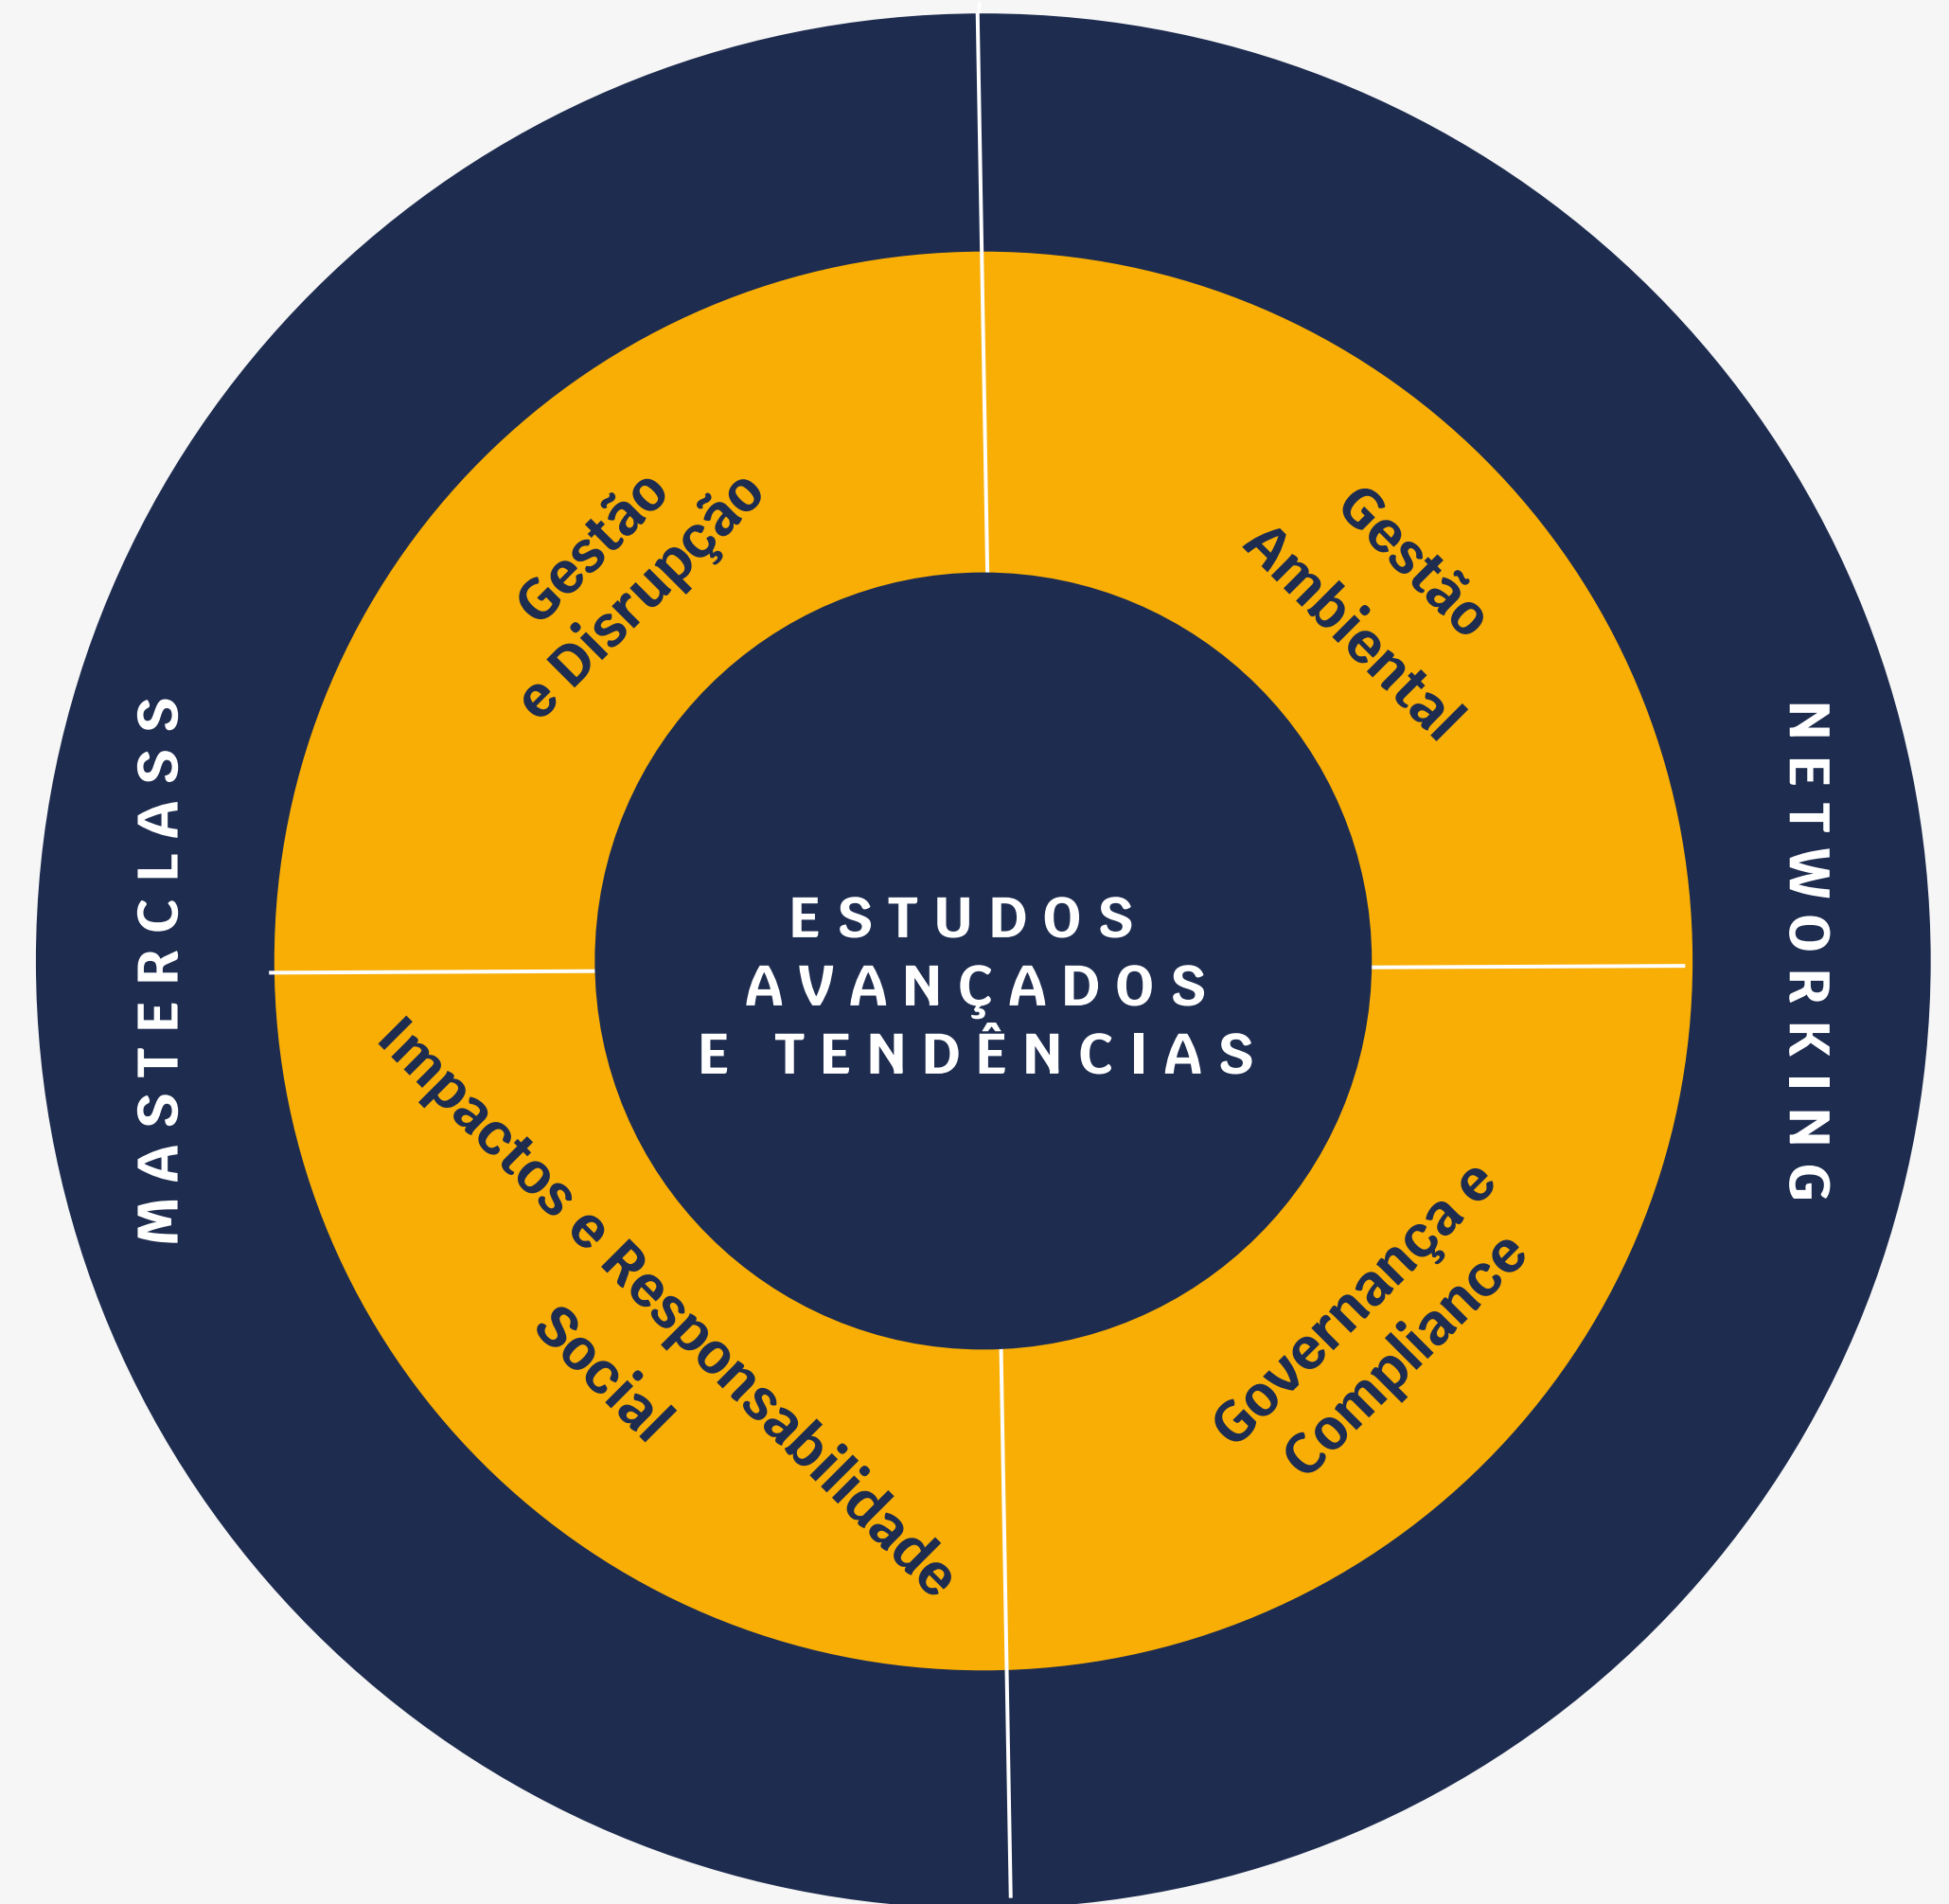 Gestão
e Disrupção
Gestão
Ambiental
MASTERCLASS
ESTUDOS
AVANÇADOS
E TENDÊNCIAS
NETWORKING
Impactos e Responsabilidade
Social
Governança e
Compliance